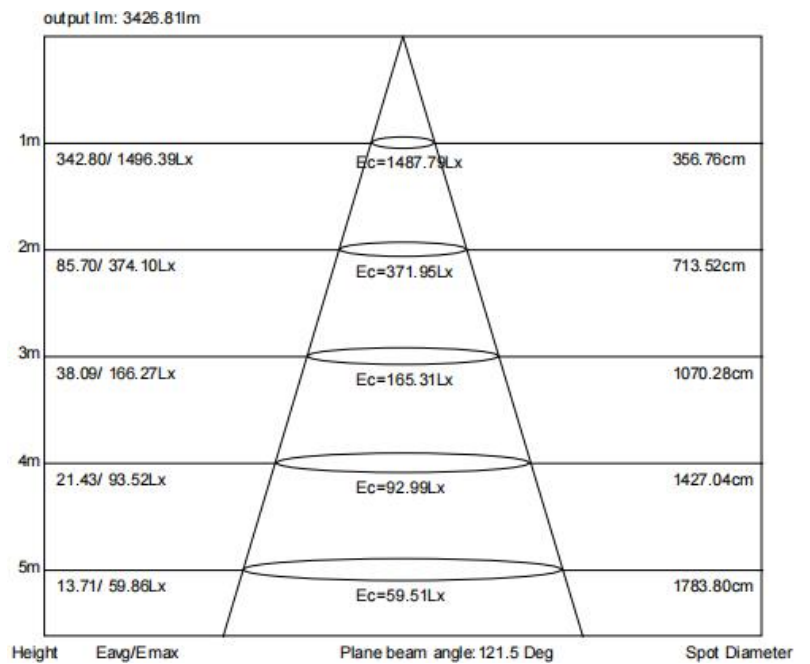 output lm: 3426.81lm
1m
342.80/ 1496.39Lx Ec=1487.79Lx 356.76cm
2m
85.70/ 374.10Lx Ec=371.95Lx 713.52cm
3m
38.09/ 166.27Lx Ec=165.31Lx 1070.28cm
4m
21.43/ 93.52Lx Ec=92.99Lx 1427.04cm
5m
13.71/ 59.86Lx Ec=59.51Lx 1783.80cm
Height Eavg/Emax Plane beam angle:121.5 Deg Spot Diameter